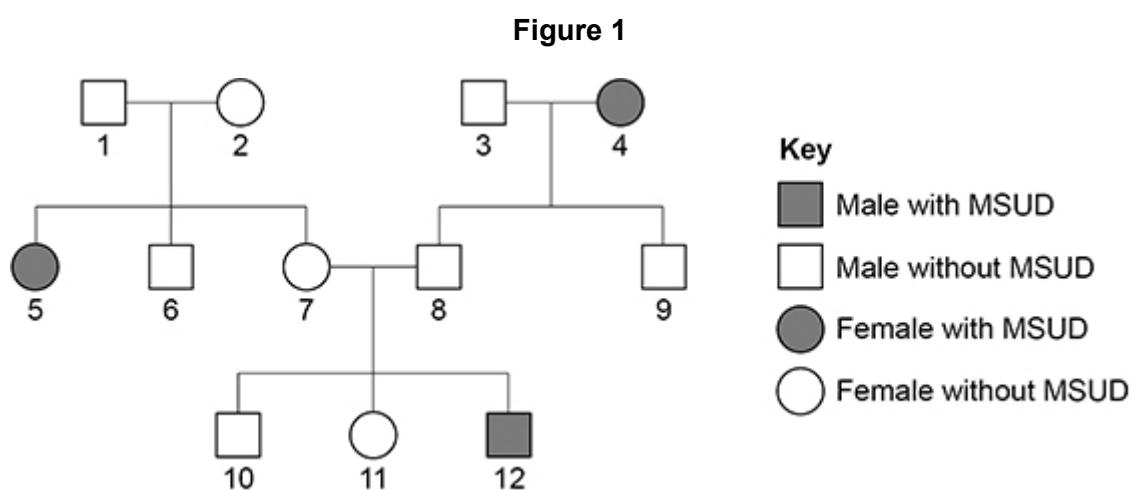 Figure 1
1 2 3 4
Key
Male with MSUD
Male without MSUD
Female with MSUD
Female without MSUD
5 6 7 8 9
10 11 12